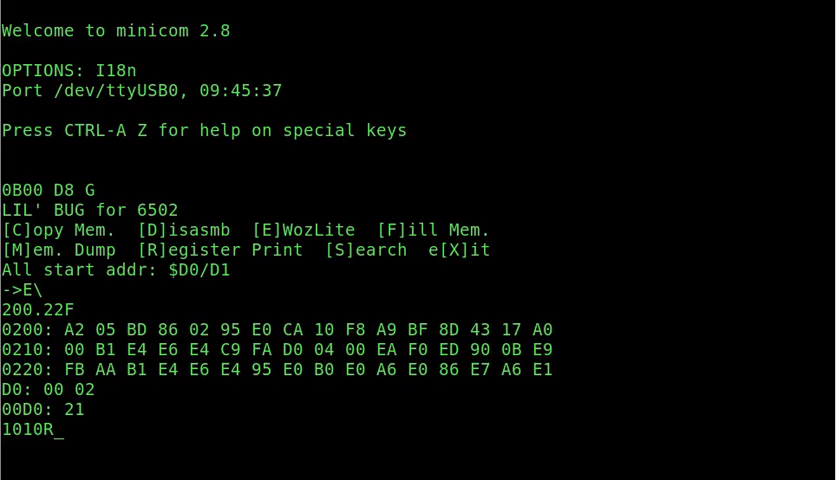 Welcome to minicom 2.8
OPTIONS: I18n
Port /dev/ttyUSB0, 09:45:37
Press CTRL-A Z for help on special keys
0B00 D8 G
LIL' BUG for 6502
[C]opy Mem.  [D]isasmb  [E]WozLite  [F]ill Mem.
[M]em. Dump  [R]egister Print  [S]earch  e[X]it
All start addr: $D0/D1
->E\
200.22F
0200: A2 05 BD 86 02 95 E0 CA 10 F8 A9 BF 8D 43 17 A0
0210: 00 B1 E4 E6 E4 C9 FA D0 04 00 EA F0 ED 90 0B E9
0220: FB AA B1 E4 E6 E4 95 E0 B0 E0 A6 E0 86 E7 A6 E1
D0: 00 02
00D0: 21
1010R_